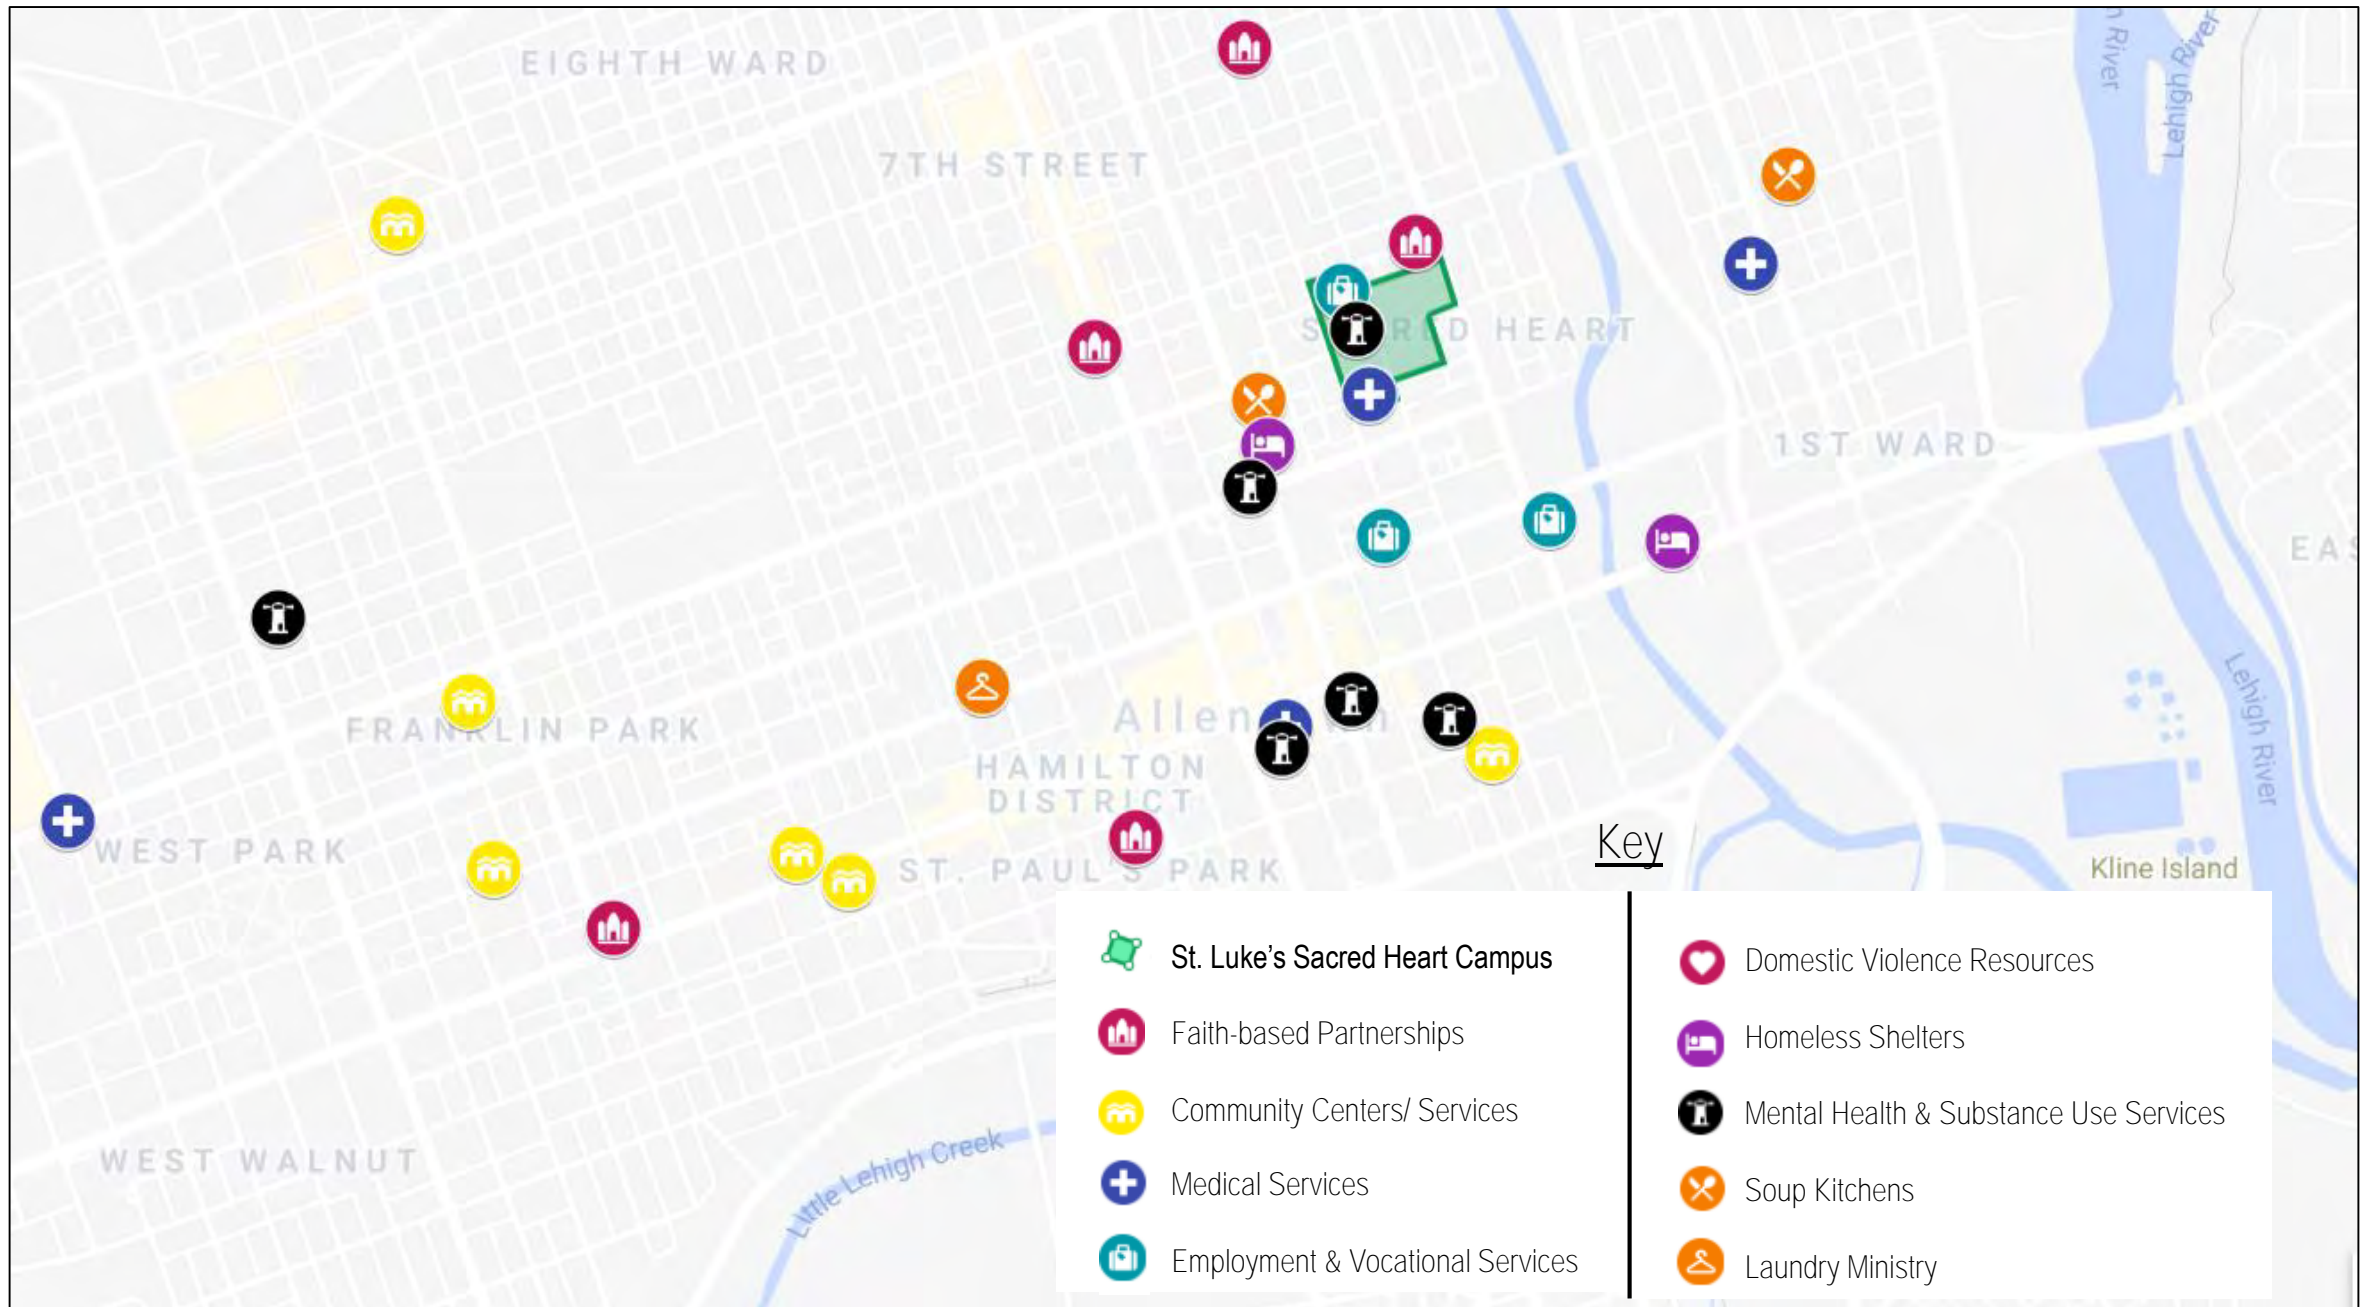 EIGHTH WARD
7TH STREET
River
Lehigh River
SACRED HEART
1ST WARD
EAS
FRANKLIN PARK
HAMILTON
DISTRICT
WEST PARK
ST. PAUL'S PARK
Lehigh River
Kline Island
WEST WALNUT
Little Lehigh Creek
Key
St. Luke's Sacred Heart Campus
Faith-based Partnerships
Community Centers/ Services
Medical Services
Employment & Vocational Services
Domestic Violence Resources
Homeless Shelters
Mental Health & Substance Use Services
Soup Kitchens
Laundry Ministry